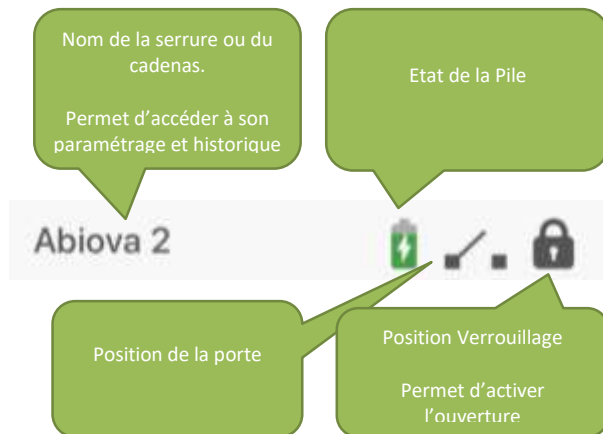 Nom de la serrure ou du
cadenas.
Permet d'accéder à son
paramétrage et historique
Etat de la Pile
Abiova 2
Position de la porte
Position Verrouillage
Permet d'activer
l'ouverture